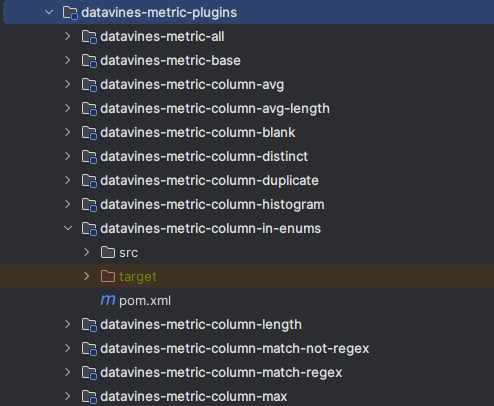 datavines-metric-plugins
datavines-metric-all
datavines-metric-base
datavines-metric-column-avg
datavines-metric-column-avg-length
datavines-metric-column-blank
datavines-metric-column-distinct
datavines-metric-column-duplicate
datavines-metric-column-histogram
datavines-metric-column-in-enums
src
target
m pom.xml
datavines-metric-column-length
datavines-metric-column-match-not-regex
datavines-metric-column-match-regex
datavines-metric-column-max